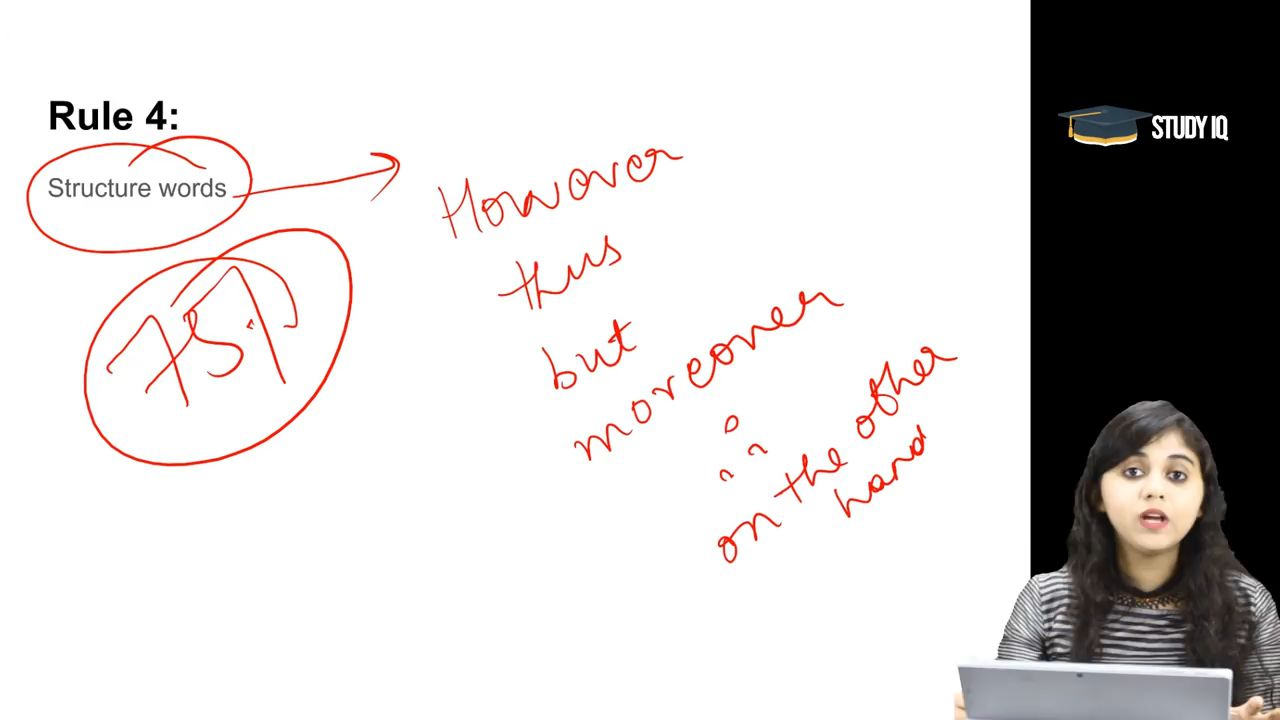 Rule 4:
STUDY IQ
Structure words
However
thus
but
moreover
∴
on the other
hand